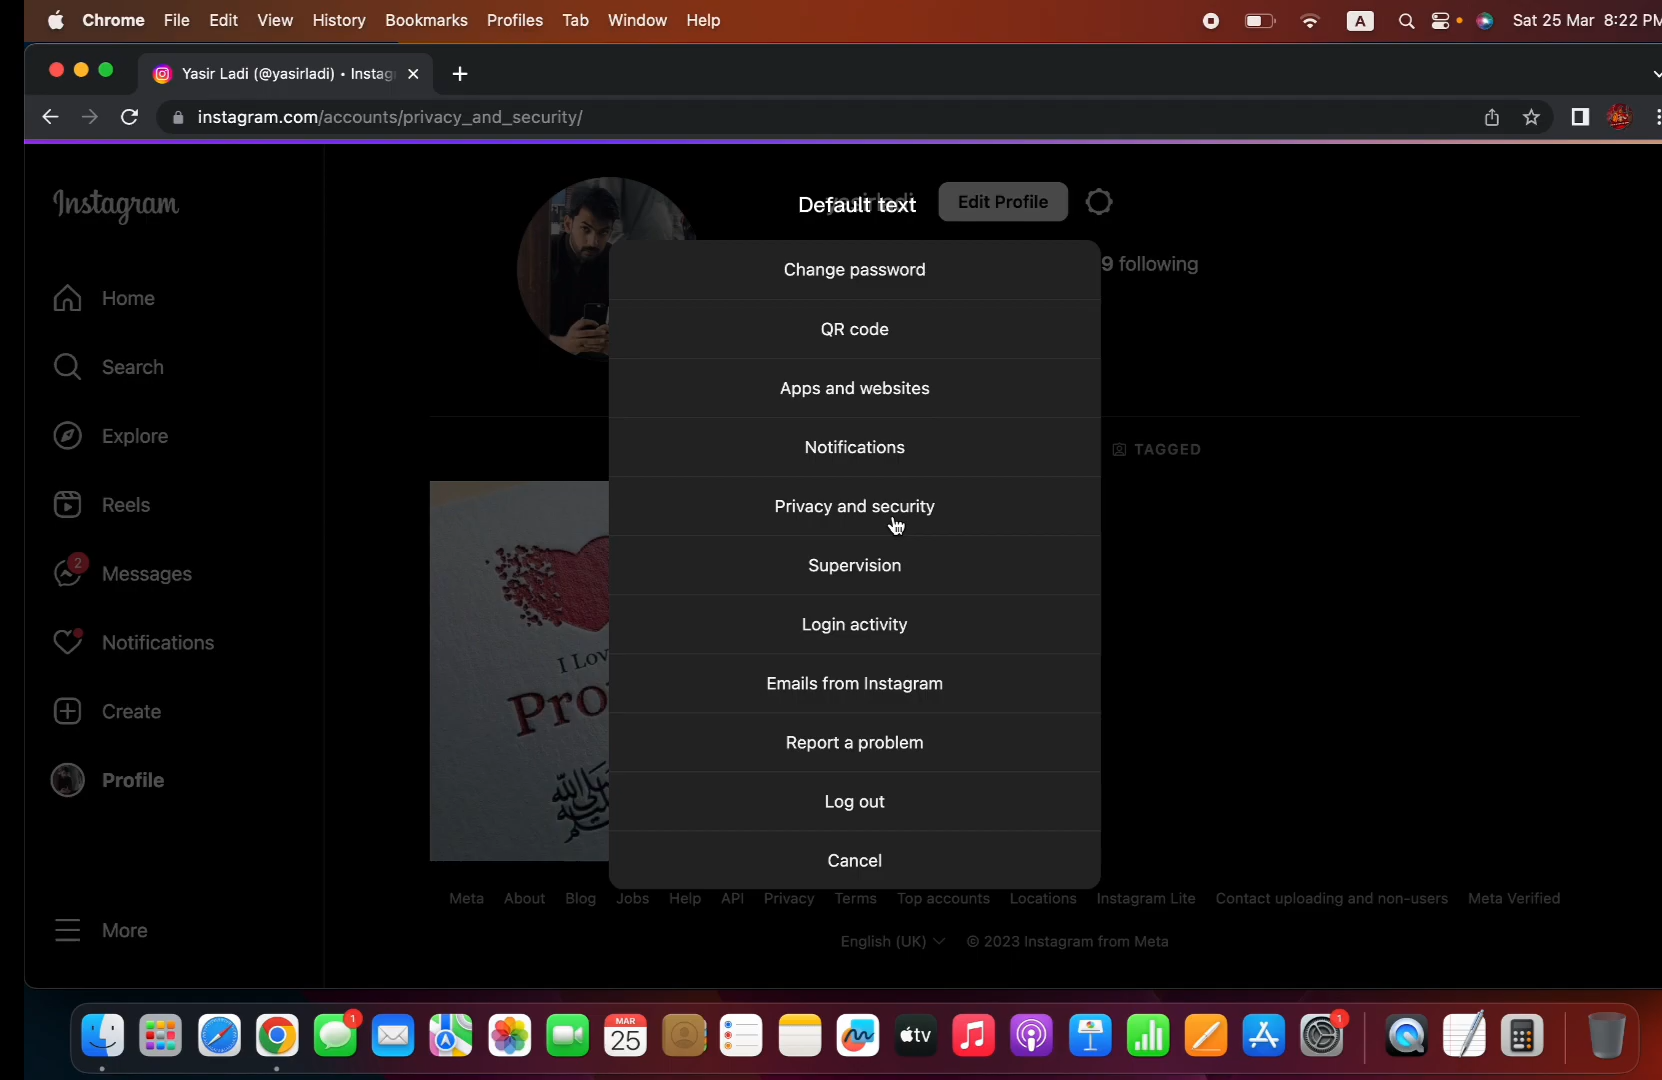 Chrome File Edit View History Bookmarks Profiles Tab Window Help
A
Sat 25 Mar 8:22 PM
Yasir Ladi (@yasirladi) • Instag
instagram.com/accounts/privacy_and_security/
Instagram
Default text
Edit Profile
9 following
Home
Search
Explore
Reels
2
Messages
Notifications
Create
Profile
More
Change password
QR code
Apps and websites
Notifications
Privacy and security
Supervision
Login activity
Emails from Instagram
Report a problem
Log out
Cancel
TAGGED
I Lov
Pro
Meta About Blog Jobs Help API Privacy Terms Top accounts Locations Instagram Lite Contact uploading and non-users Meta Verified
English (UK) © 2023 Instagram from Meta
1
MAR
25
tv
1